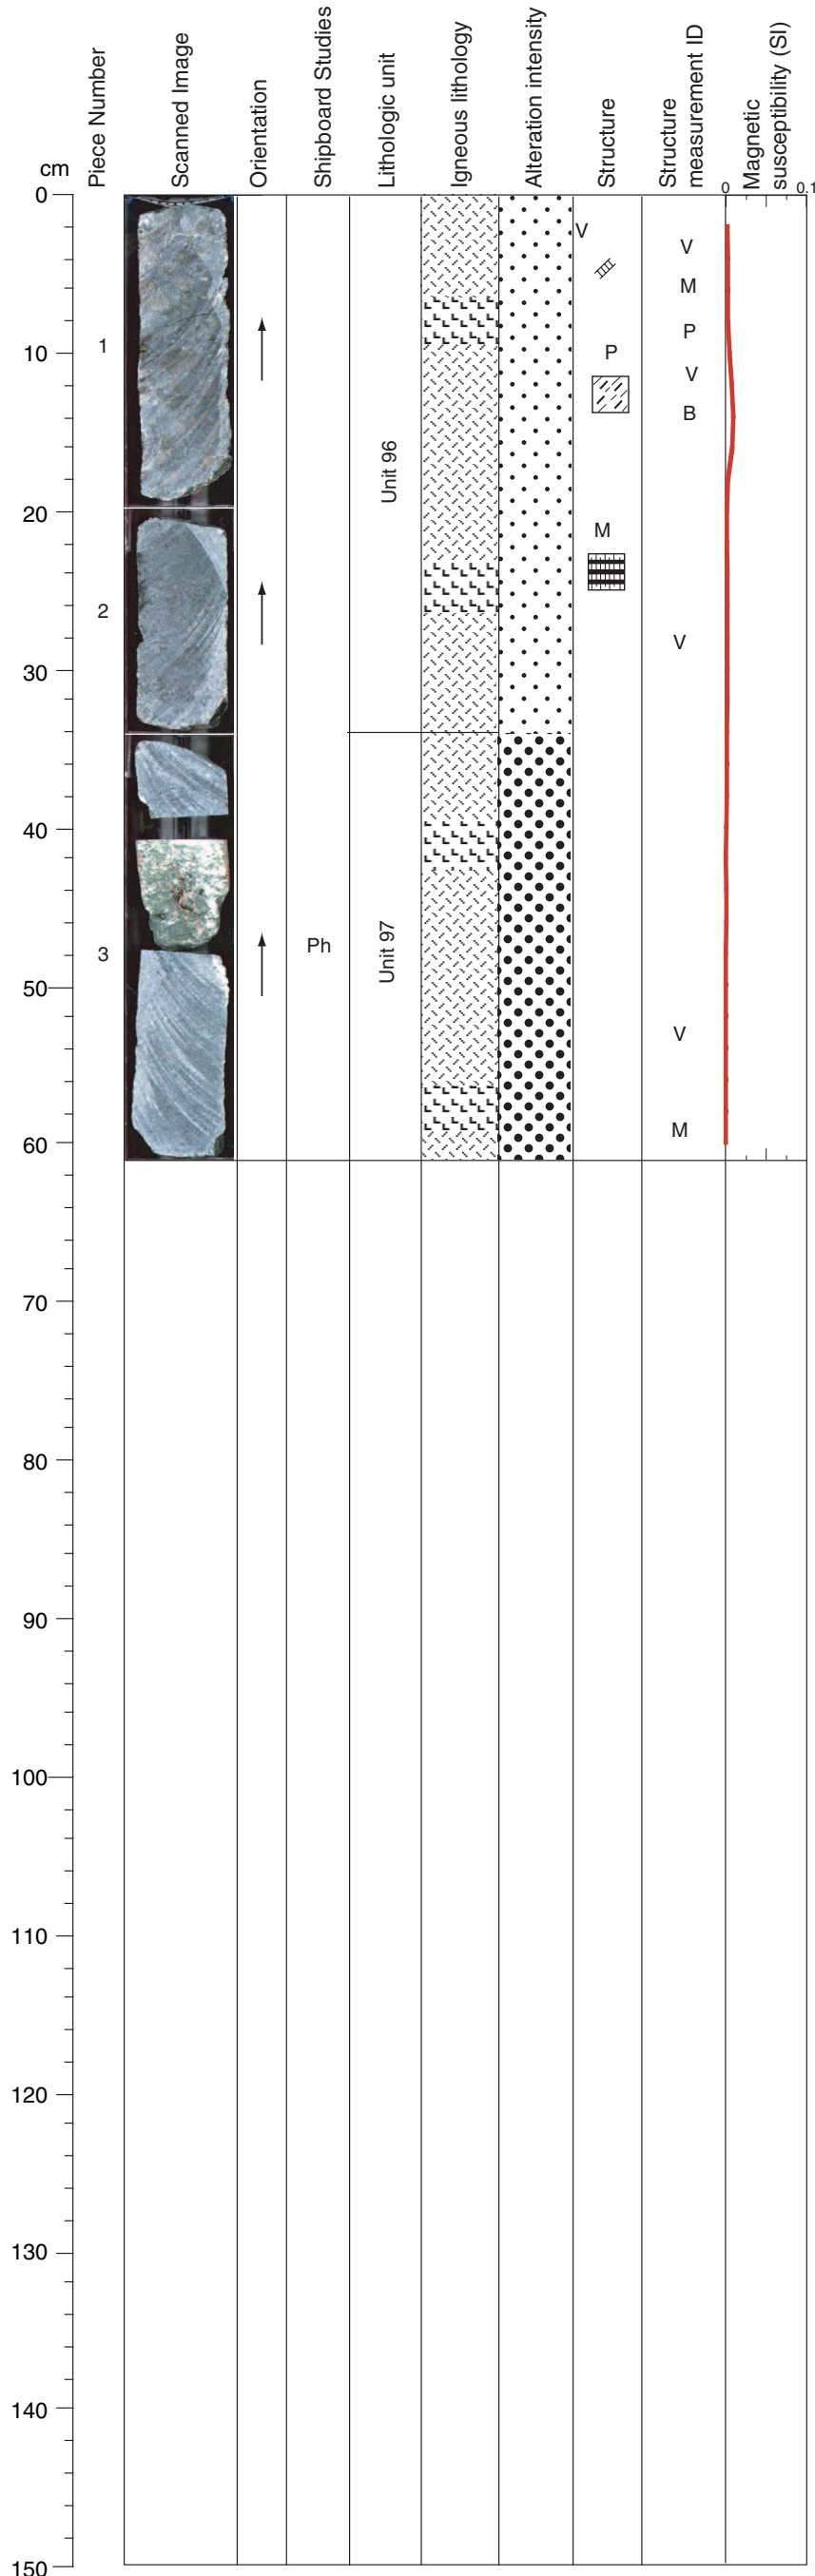 cm
Piece Number
Scanned Image
Orientation
Shipboard Studies
Lithologic unit
Igneous lithology
Alteration intensity
Structure
Structure
measurement ID
Magnetic
susceptibility (SI)
0
0.1
0
10
20
30
40
50
60
70
80
90
100
110
120
130
140
150
1
2
3
Ph
Unit 96
Unit 97
V
P
M
V
M
P
V
B
V
V
M